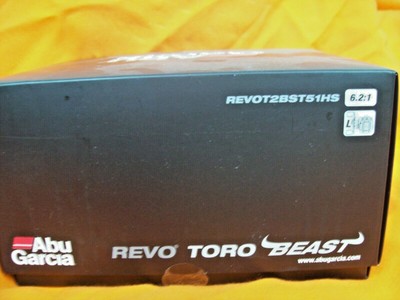 REVOT2BST51HS 6.2:1
Abu
Garcia
REVO® TORO BEAST
www.abugarcia.com